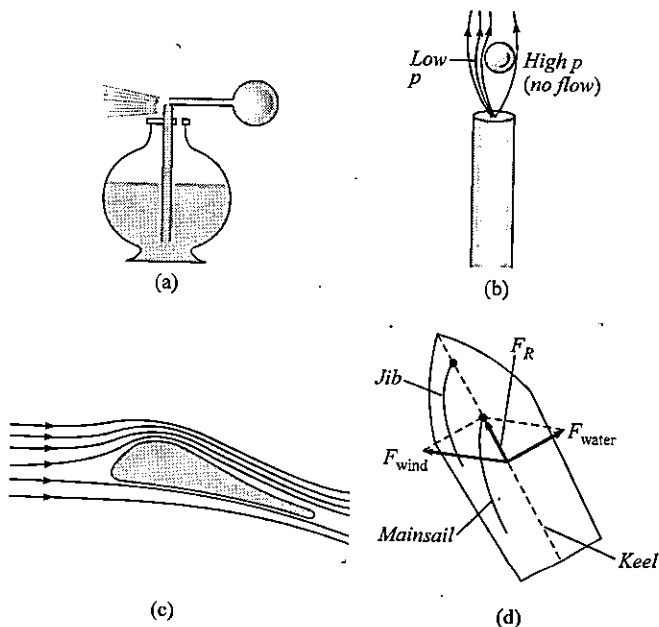 Low
p
High p
(no flow)
(a)
(b)
Jib
F_R
F_water
F_wind
Mainsail
Keel
(c)
(d)